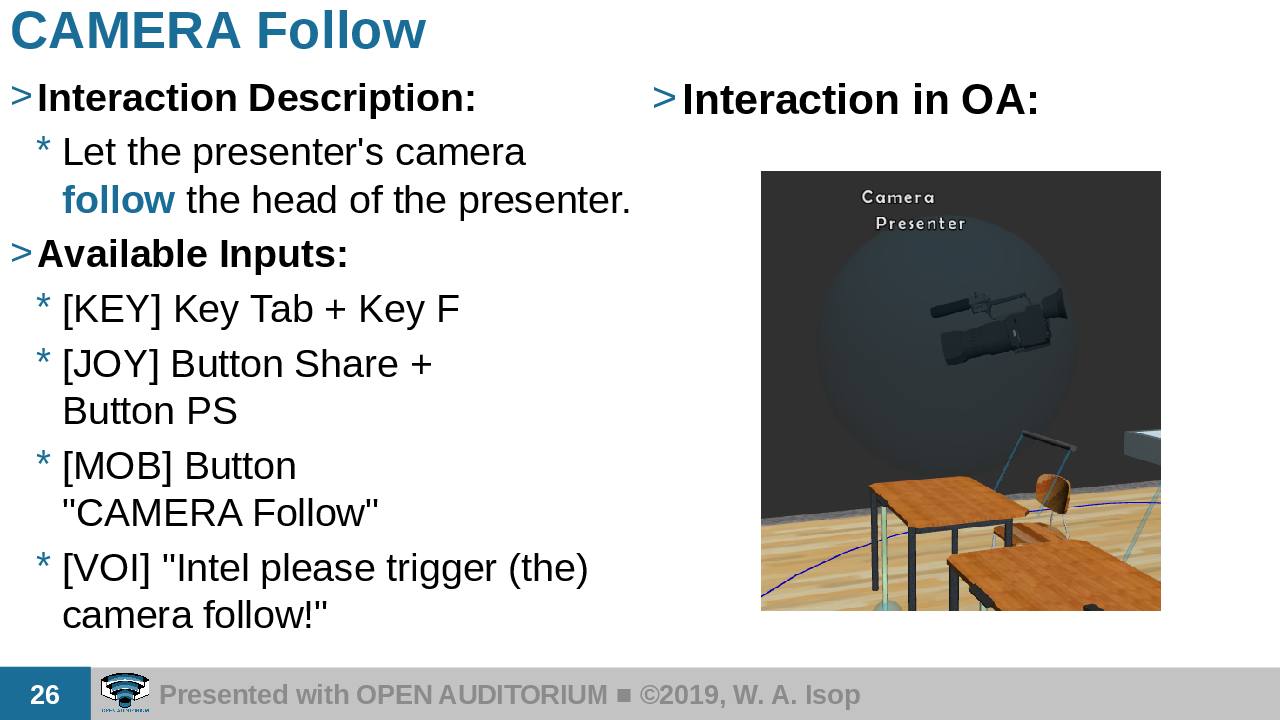 CAMERA Follow
> Interaction Description:
* Let the presenter's camera
follow the head of the presenter.
> Available Inputs:
* [KEY] Key Tab + Key F
* [JOY] Button Share +
Button PS
* [MOB] Button
"CAMERA Follow"
* [VOI] "Intel please trigger (the)
camera follow!"
> Interaction in OA:
Camera
Presenter
26
OPEN AUDITORIUM
Presented with OPEN AUDITORIUM ■ ©2019, W. A. Isop